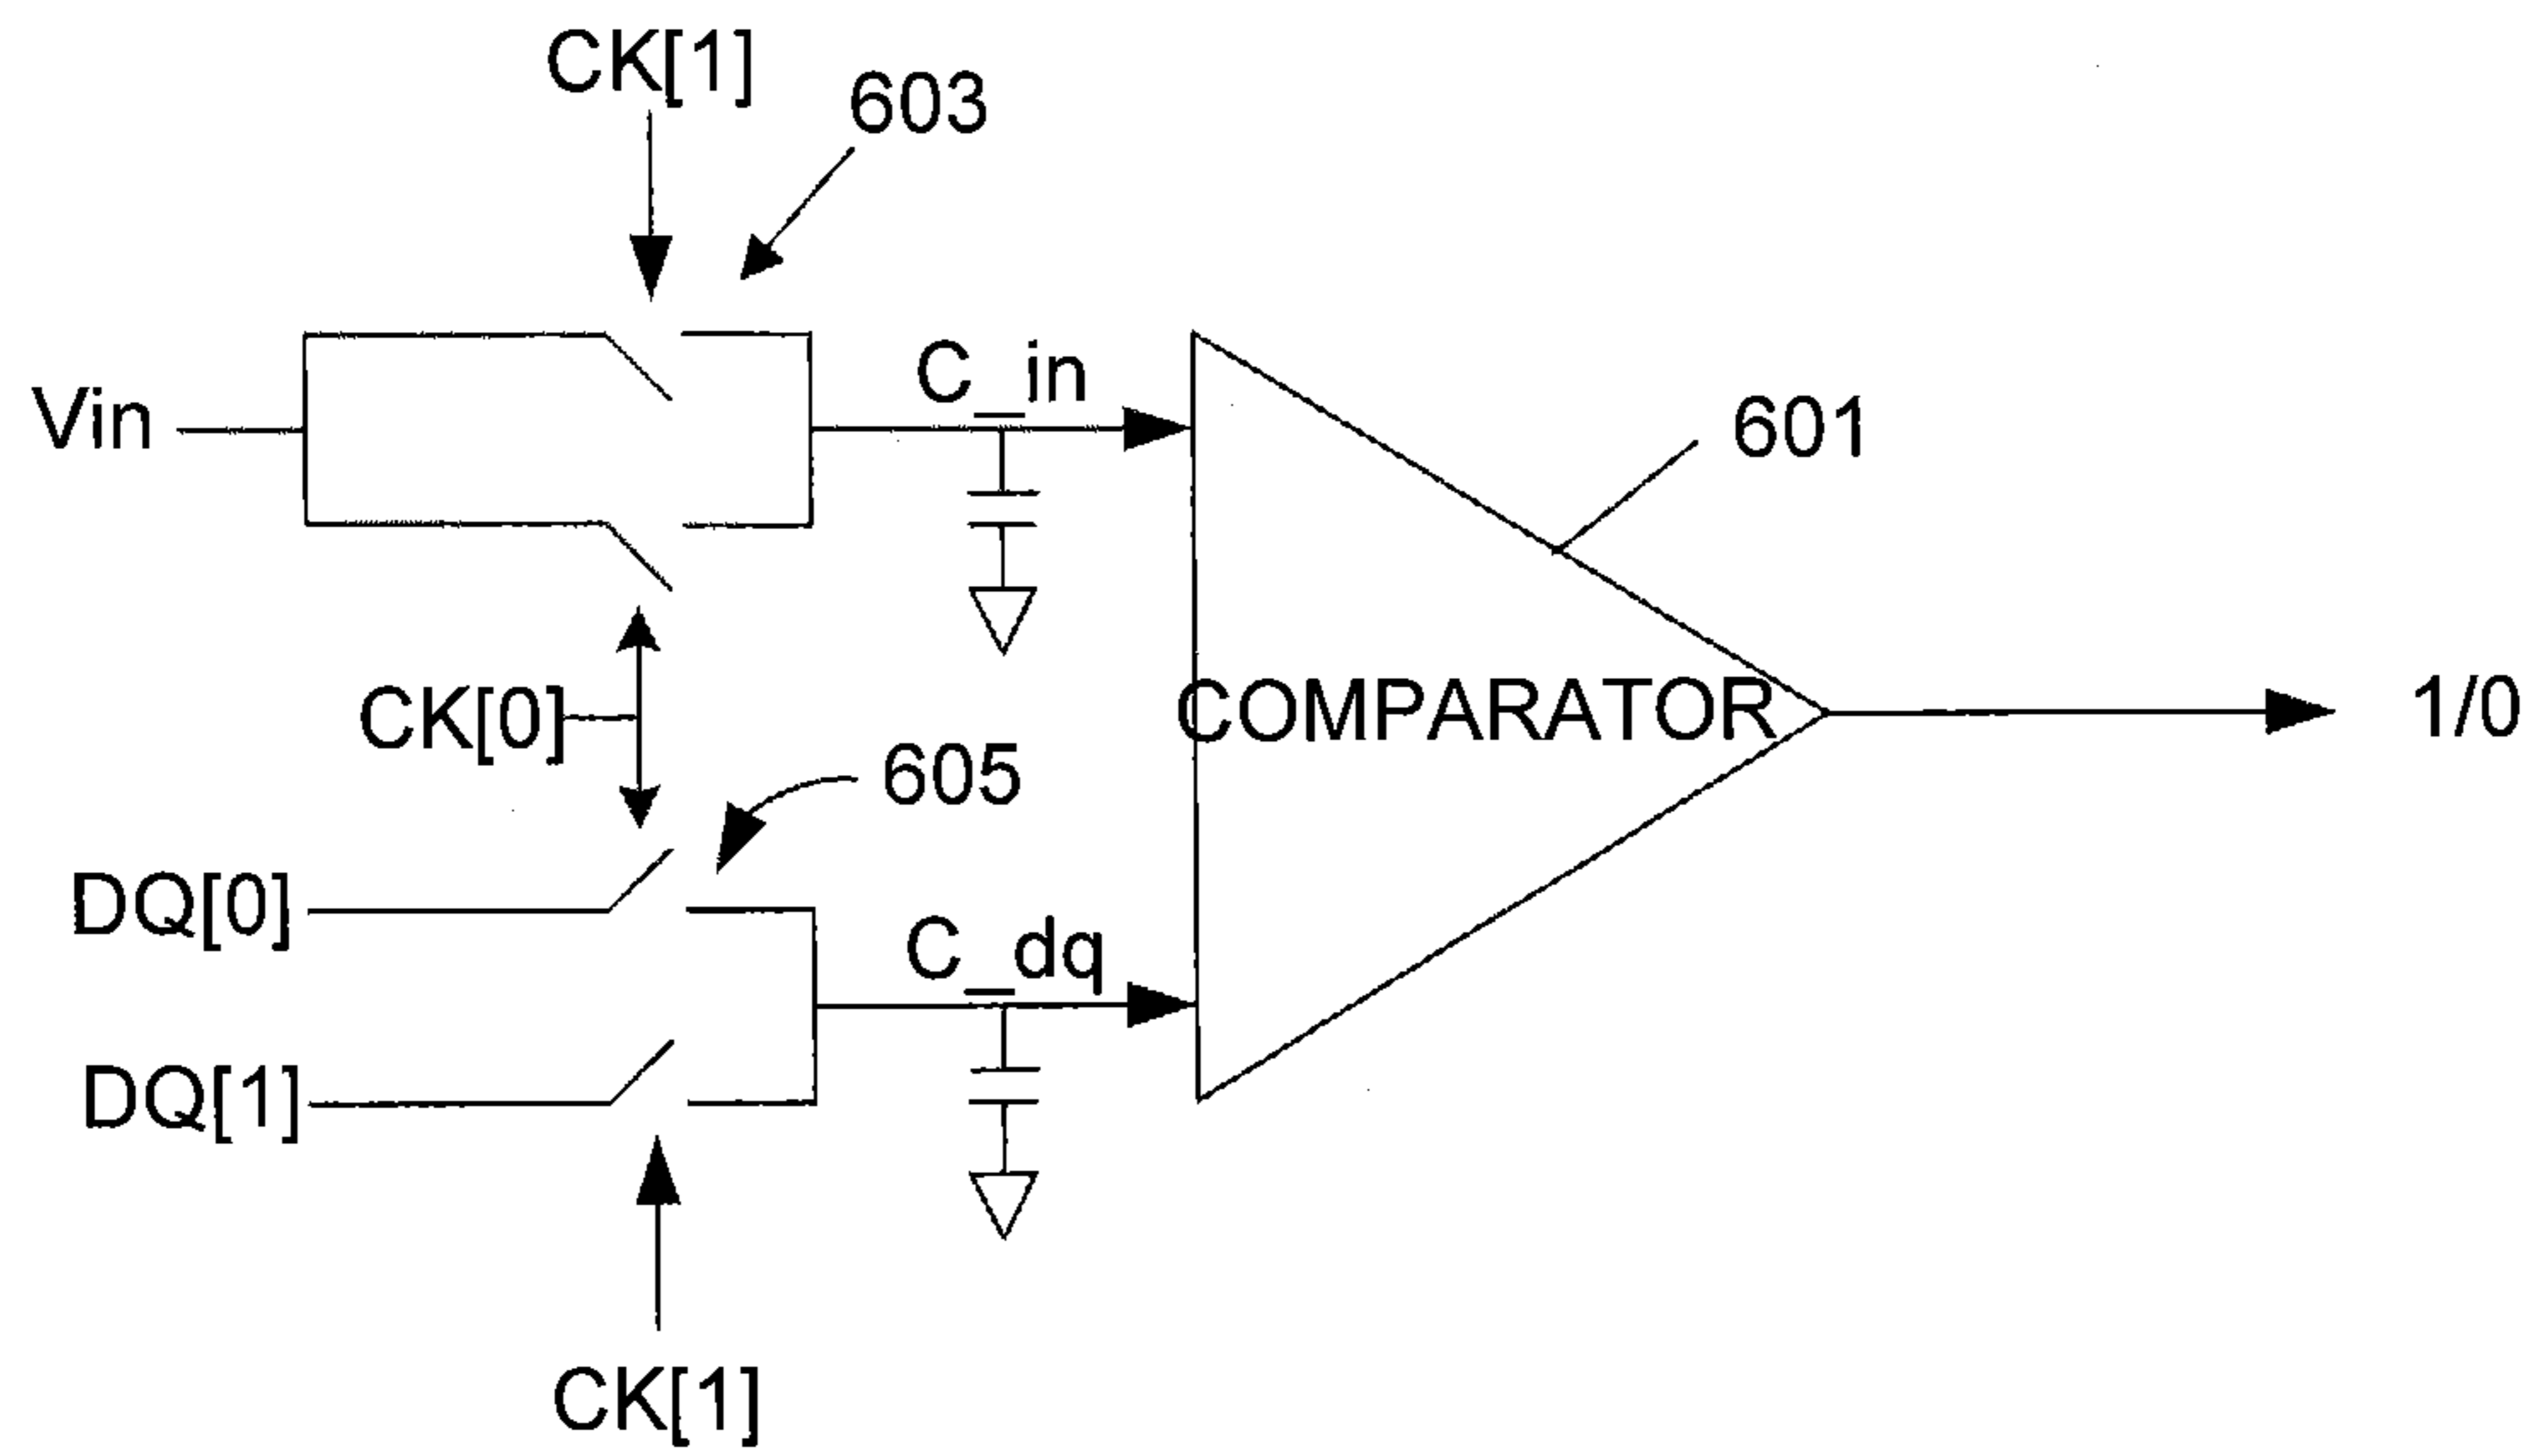 CK[1]
603
C_in
Vin
601
COMPARATOR
1/0
CK[0]
605
DQ[0]
C_dq
DQ[1]
CK[1]